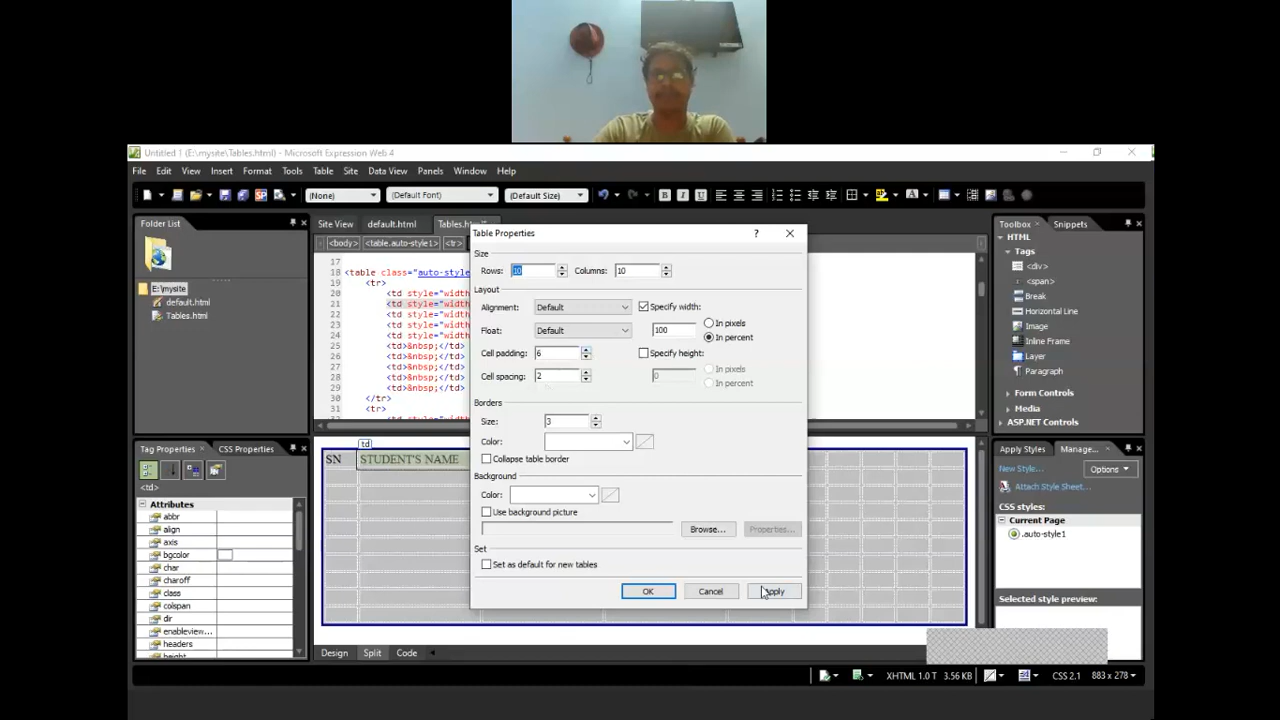 Untitled 1 (E:\mysite\Tables.html) - Microsoft Expression Web 4
File Edit View Insert Format Tools Table Site Data View Panels Window Help
(None) (Default Font) (Default Size)
Folder List
E:\mysite
default.html
Tables.html
Site View default.html Tables.html*
<body> <table.auto-style1> <tr>
17
18 <table class="auto-style
19 <tr>
20 <td style="width
21 <td style="width
22 <td style="width
23 <td style="width
24 <td style="width
25 <td>&nbsp;</td>
26 <td>&nbsp;</td>
27 <td>&nbsp;</td>
28 <td>&nbsp;</td>
29 <td>&nbsp;</td>
30 </tr>
31 <tr>
Table Properties
Size
Rows: 10 Columns: 10
Layout
Alignment: Default
Specify width:
100
In pixels
In percent
Float: Default
Cell padding: 6
Specify height:
0
In pixels
In percent
Cell spacing: 2
Borders
Size: 3
Color:
Collapse table border
Background
Color:
Use background picture
Browse... Properties...
Set
Set as default for new tables
OK Cancel Apply
td
SN STUDENT'S NAME
Design Split Code
Tag Properties CSS Properties
<td>
Attributes
abbr
align
axis
bgcolor
char
charoff
class
colspan
dir
enableview...
headers
height
Toolbox Snippets
HTML
Tags
<div>
<span>
Break
Horizontal Line
Image
Inline Frame
Layer
Paragraph
Form Controls
Media
ASP.NET Controls
Apply Styles Manage...
New Style... Options
Attach Style Sheet...
CSS styles:
Current Page
.auto-style1
Selected style preview:
XHTML 1.0 T 3.56 KB CSS 2.1 883 x 278